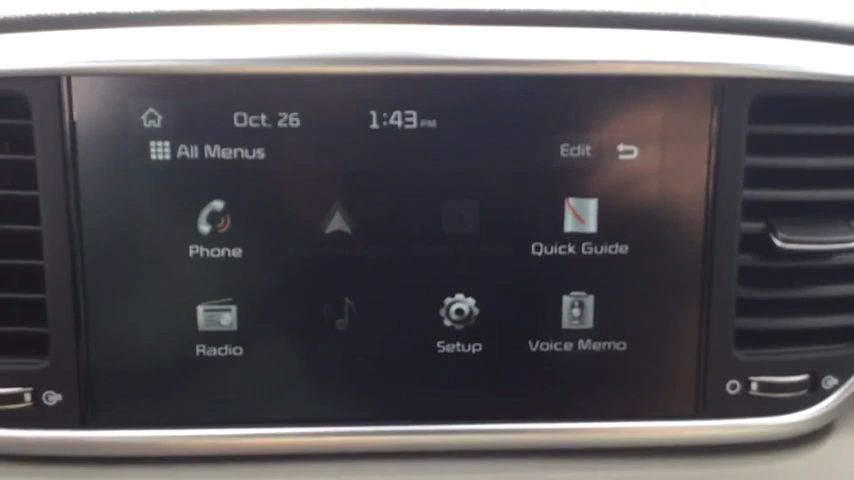 Oct. 26 1:43 PM
All Menus Edit
Phone Quick Guide
Radio Setup Voice Memo